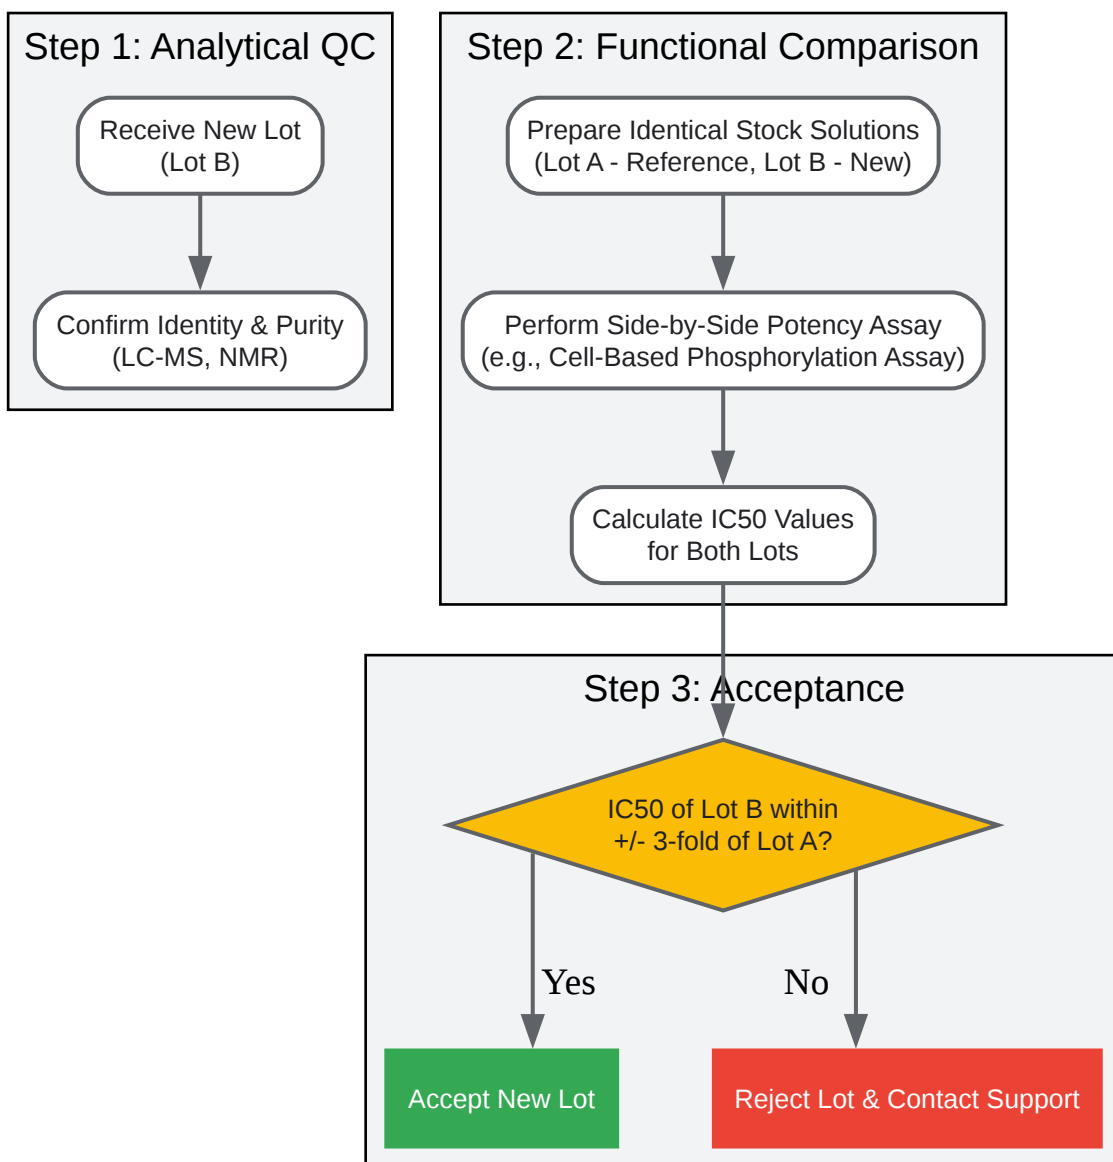 Step 1: Analytical QC
Receive New Lot
(Lot B)
Confirm Identity & Purity
(LC-MS, NMR)
Step 2: Functional Comparison
Prepare Identical Stock Solutions
(Lot A - Reference, Lot B - New)
Perform Side-by-Side Potency Assay
(e.g., Cell-Based Phosphorylation Assay)
Calculate IC50 Values
for Both Lots
Step 3: Acceptance
IC50 of Lot B within
+/- 3-fold of Lot A?
Yes
No
Accept New Lot
Reject Lot & Contact Support